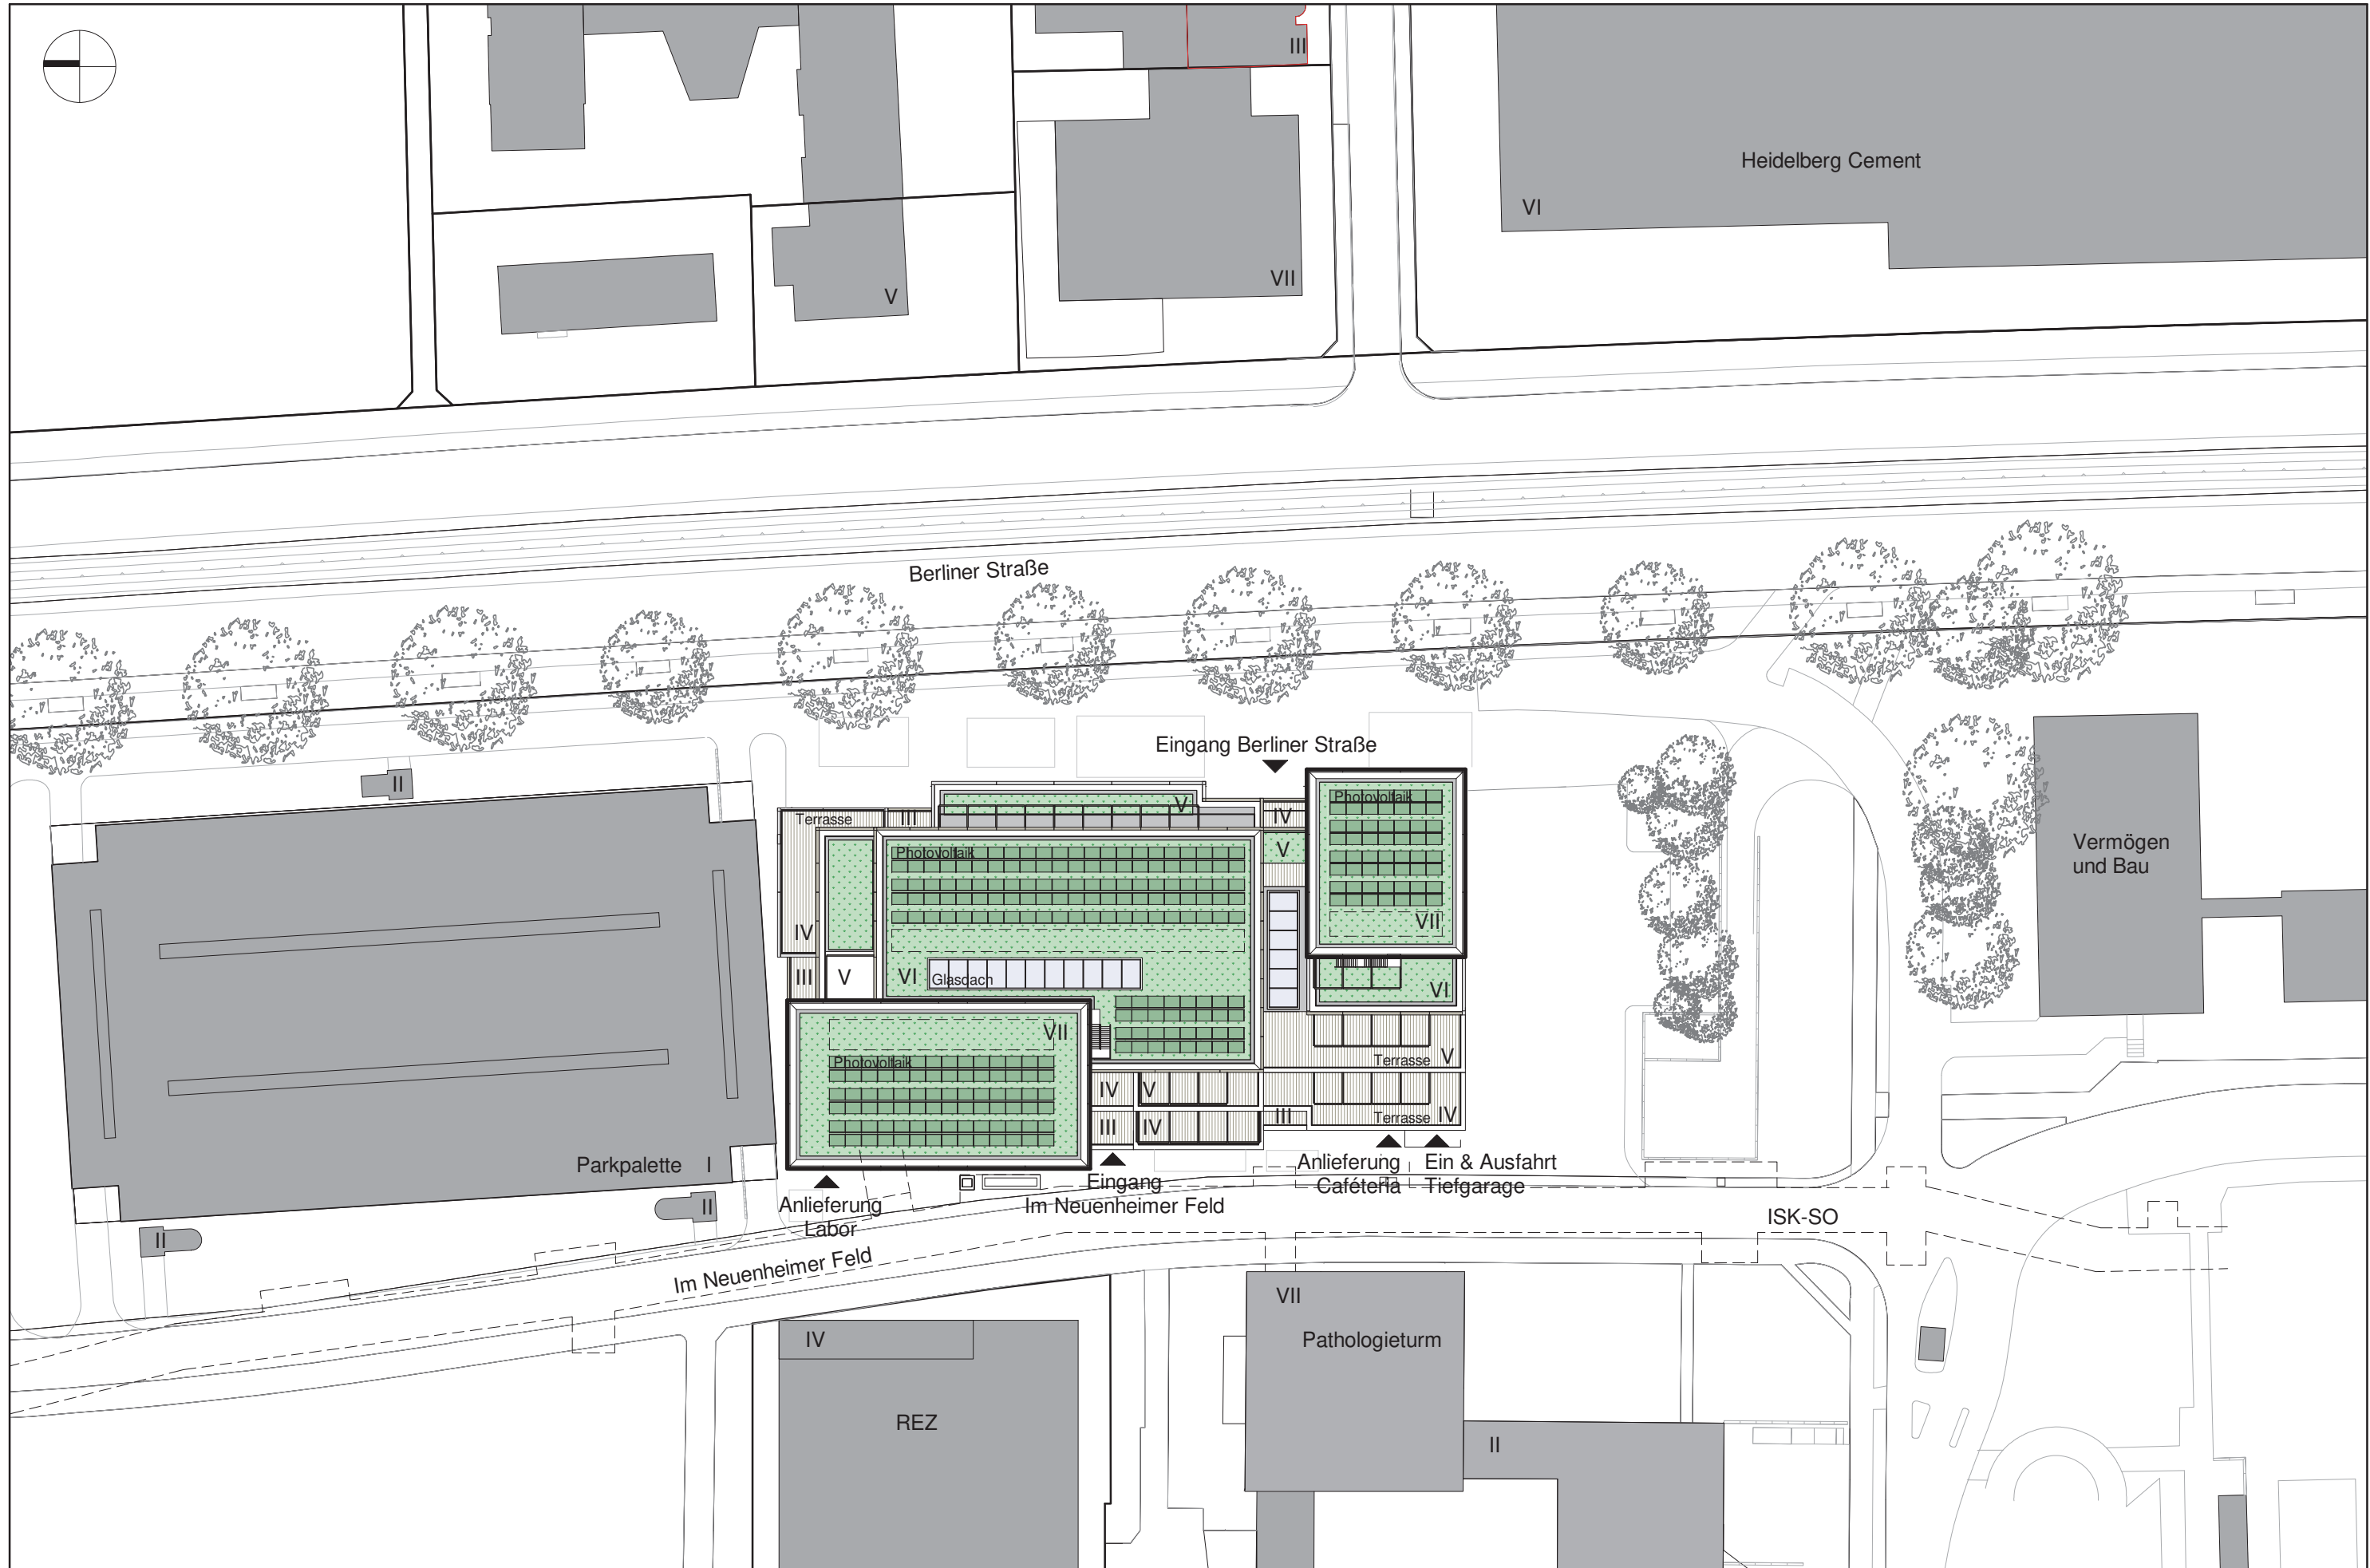 III
Heidelberg Cement
VI
VII
V
Berliner Straße
Eingang Berliner Straße
II
Photovoltaik
V
IV
III
Terrasse
Vermögen
und Bau
V
Photovoltaik
VII
IV
III
V
VI
Glasdach
VI
VII
Photovoltaik
Terrasse
V
IV
V
III
IV
III
Terrasse
IV
Parkpalette
I
Anlieferung
Caféteria
Ein & Ausfahrt
Tiefgarage
Eingang
Im Neuenheimer Feld
Anlieferung
Labor
II
II
ISK-SO
Im Neuenheimer Feld
VII
Pathologieturm
IV
REZ
II